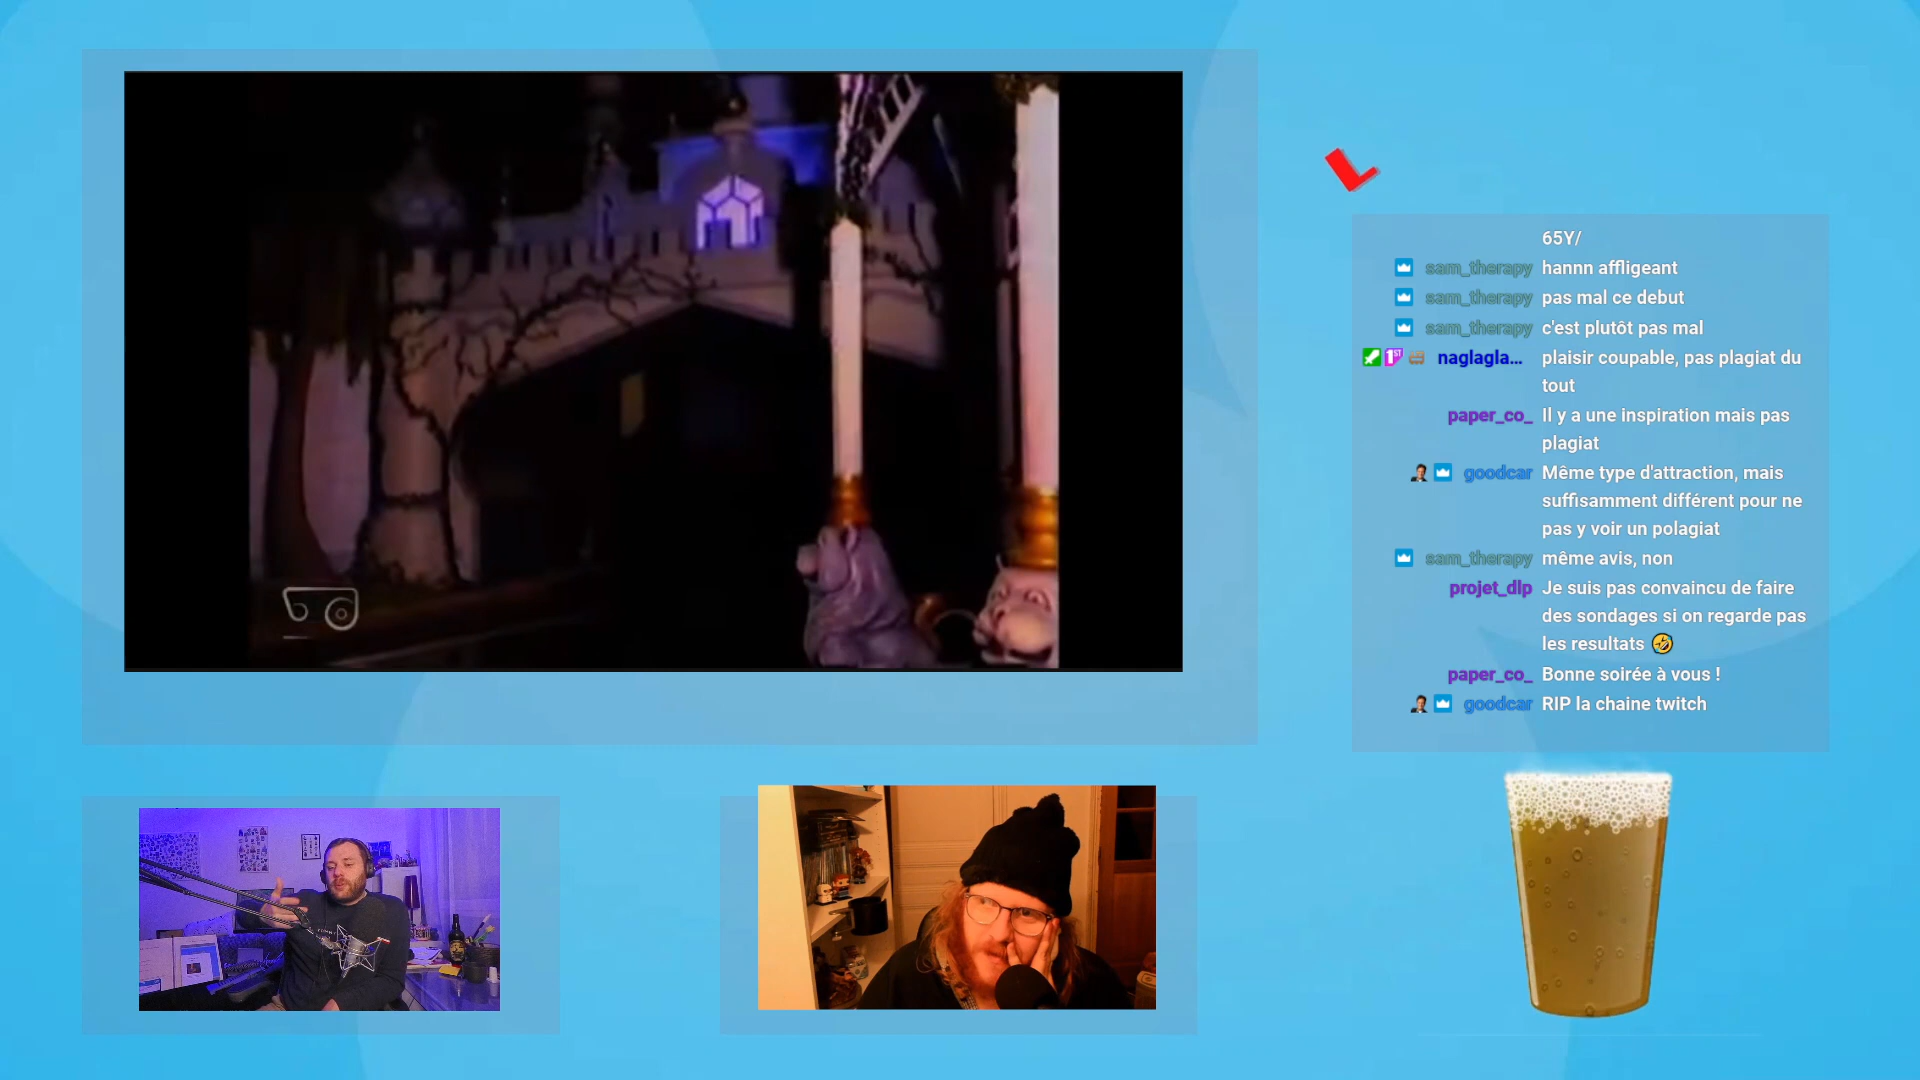 65Y/
sam_therapy hannn affligeant
sam_therapy pas mal ce debut
sam_therapy c'est plutôt pas mal
naglagla... plaisir coupable, pas plagiat du
tout
paper_co_ Il y a une inspiration mais pas
plagiat
goodcar Même type d'attraction, mais
suffisamment différent pour ne
pas y voir un polagiat
sam_therapy même avis, non
projet_dlp Je suis pas convaincu de faire
des sondages si on regarde pas
les resultats 🤣
paper_co_ Bonne soirée à vous !
goodcar RIP la chaine twitch